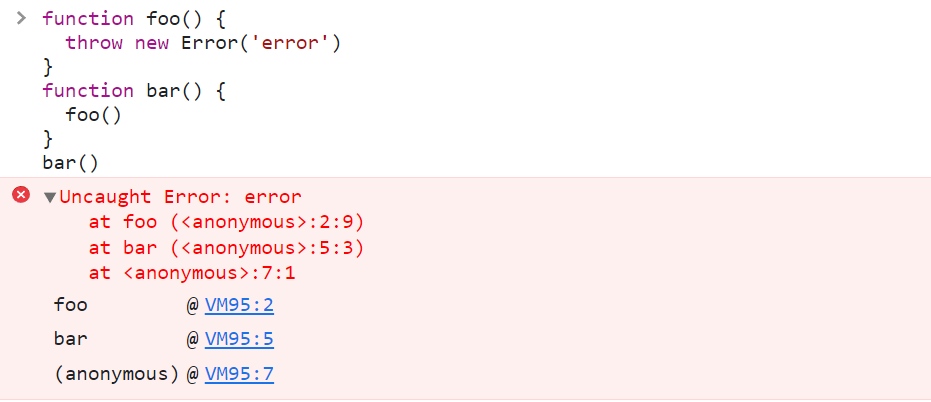 function foo() {
  throw new Error('error')
}
function bar() {
  foo()
}
bar()
Uncaught Error: error
    at foo (<anonymous>:2:9)
    at bar (<anonymous>:5:3)
    at <anonymous>:7:1
foo @ VM95:2
bar @ VM95:5
(anonymous) @ VM95:7